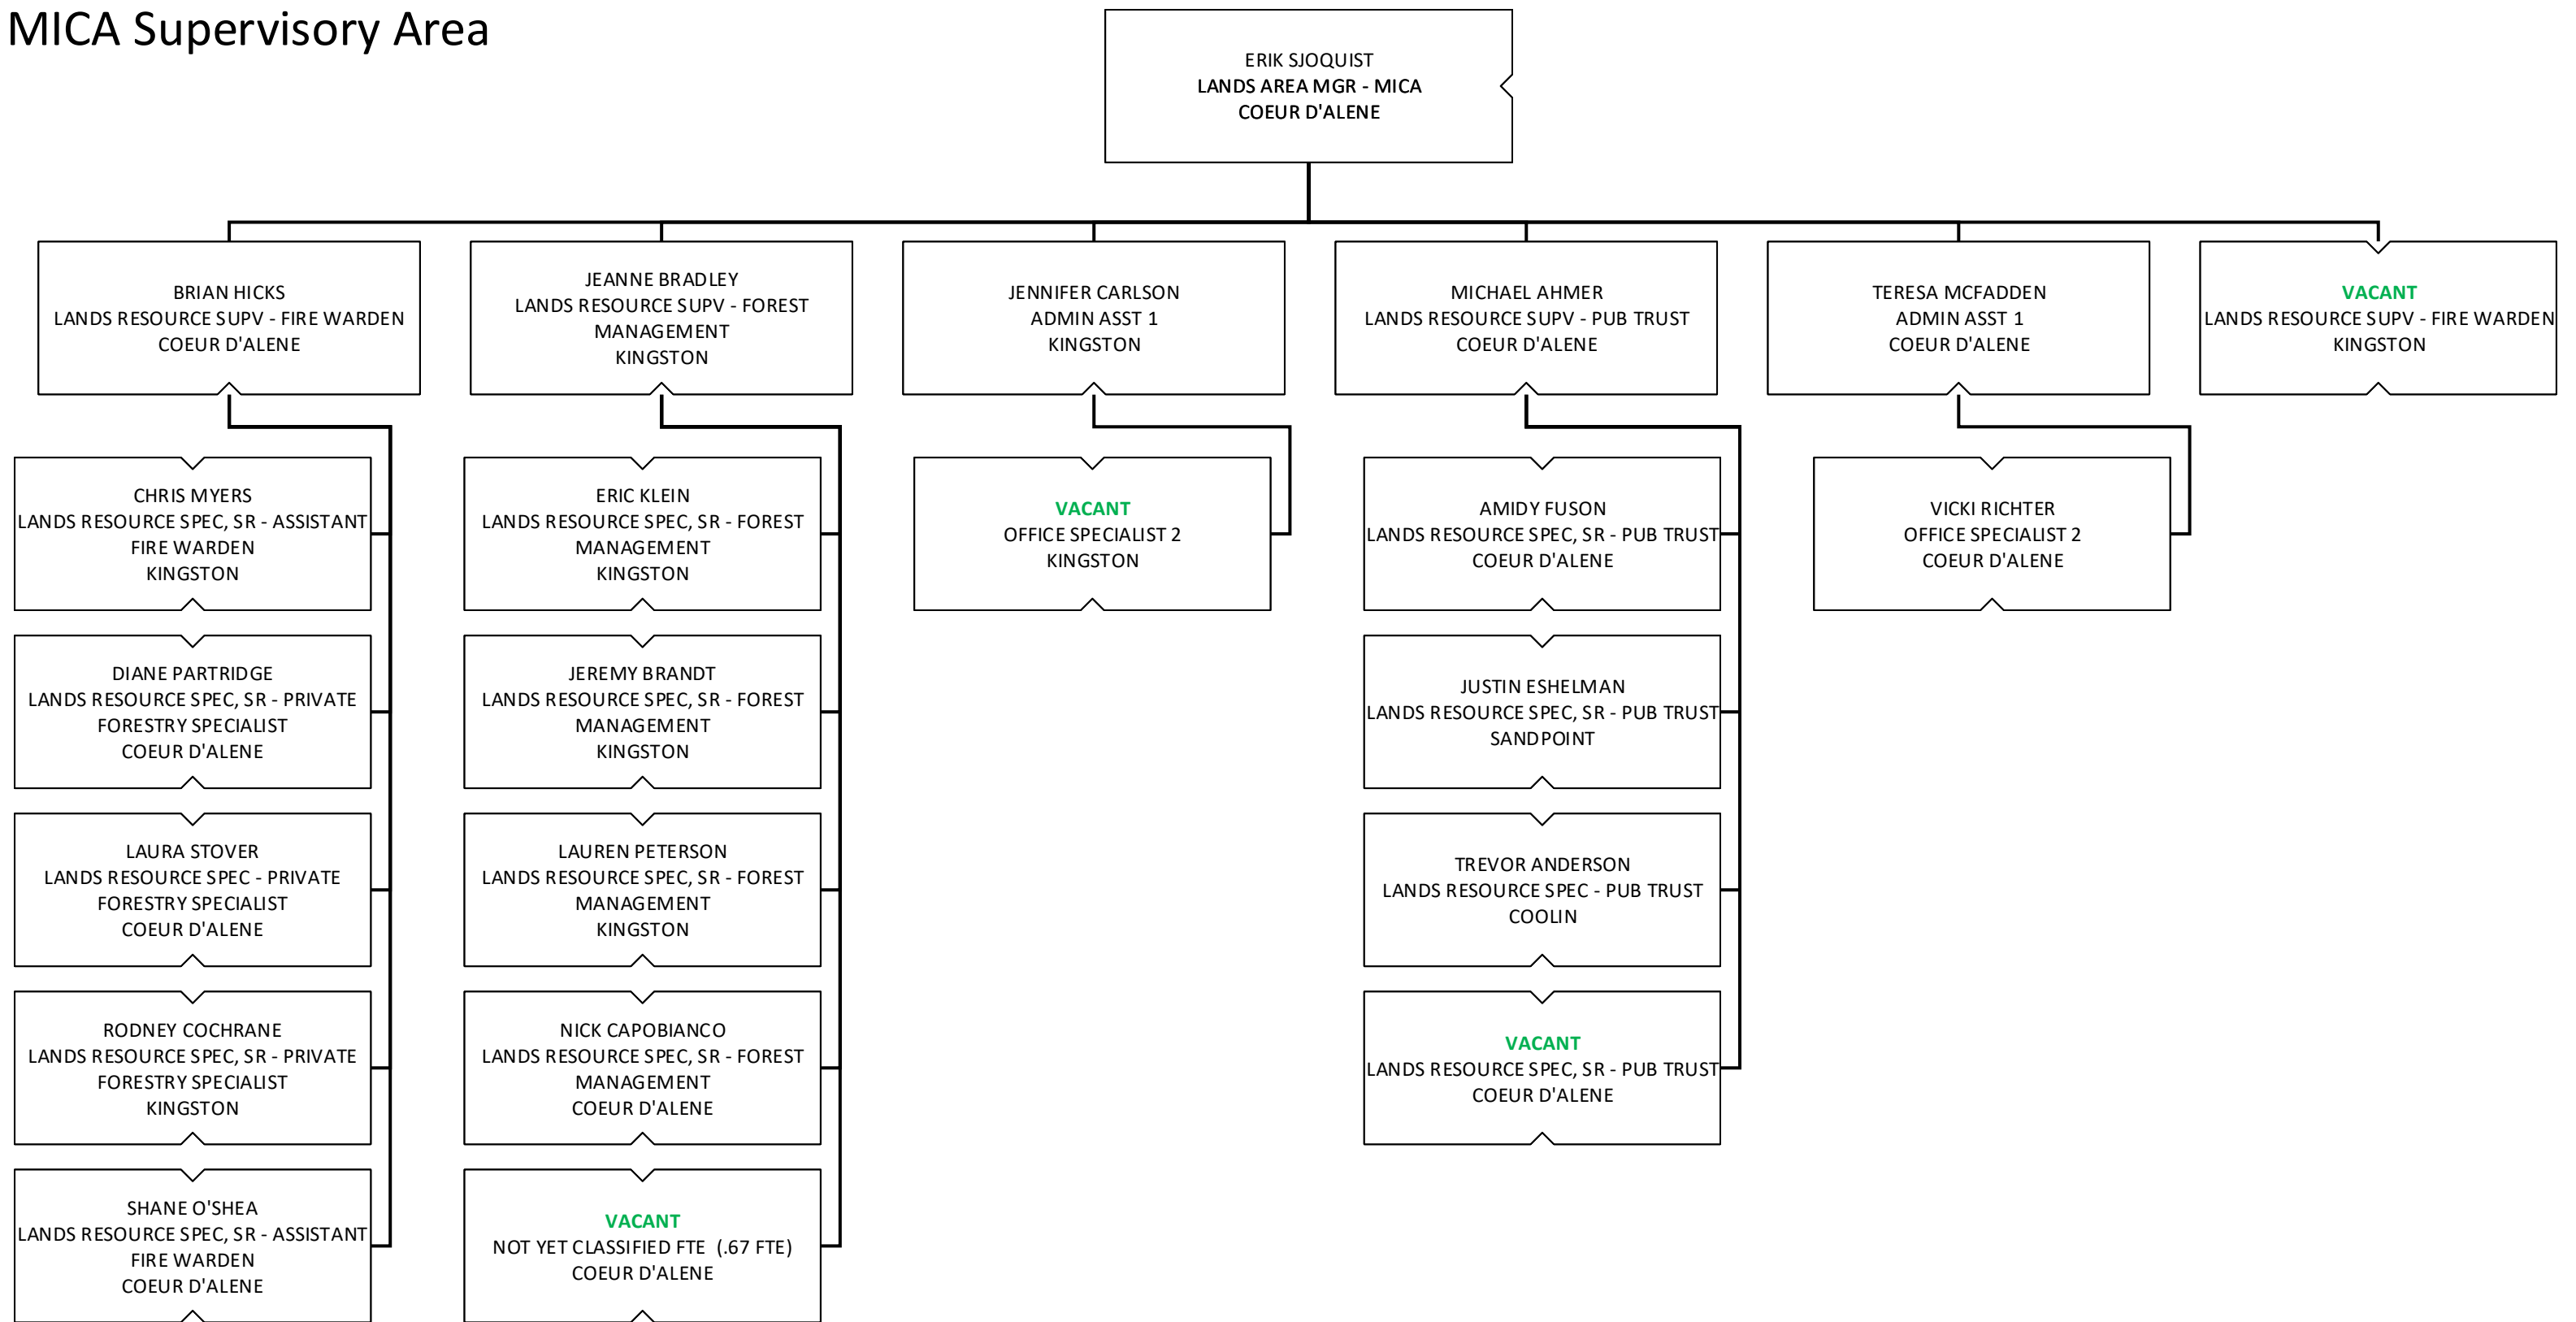 MICA Supervisory Area
ERIK SJOQUIST
LANDS AREA MGR - MICA
COEUR D'ALENE
BRIAN HICKS
LANDS RESOURCE SUPV - FIRE WARDEN
COEUR D'ALENE
JEANNE BRADLEY
LANDS RESOURCE SUPV - FOREST
MANAGEMENT
KINGSTON
JENNIFER CARLSON
ADMIN ASST 1
KINGSTON
MICHAEL AHMER
LANDS RESOURCE SUPV - PUB TRUST
COEUR D'ALENE
TERESA MCFADDEN
ADMIN ASST 1
COEUR D'ALENE
VACANT
LANDS RESOURCE SUPV - FIRE WARDEN
KINGSTON
CHRIS MYERS
LANDS RESOURCE SPEC, SR - ASSISTANT
FIRE WARDEN
KINGSTON
ERIC KLEIN
LANDS RESOURCE SPEC, SR - FOREST
MANAGEMENT
KINGSTON
VACANT
OFFICE SPECIALIST 2
KINGSTON
AMIDY FUSON
LANDS RESOURCE SPEC, SR - PUB TRUST
COEUR D'ALENE
VICKI RICHTER
OFFICE SPECIALIST 2
COEUR D'ALENE
DIANE PARTRIDGE
LANDS RESOURCE SPEC, SR - PRIVATE
FORESTRY SPECIALIST
COEUR D'ALENE
JEREMY BRANDT
LANDS RESOURCE SPEC, SR - FOREST
MANAGEMENT
KINGSTON
JUSTIN ESHELMAN
LANDS RESOURCE SPEC, SR - PUB TRUST
SANDPOINT
LAURA STOVER
LANDS RESOURCE SPEC - PRIVATE
FORESTRY SPECIALIST
COEUR D'ALENE
LAUREN PETERSON
LANDS RESOURCE SPEC, SR - FOREST
MANAGEMENT
KINGSTON
TREVOR ANDERSON
LANDS RESOURCE SPEC - PUB TRUST
COOLIN
RODNEY COCHRANE
LANDS RESOURCE SPEC, SR - PRIVATE
FORESTRY SPECIALIST
KINGSTON
NICK CAPOBIANCO
LANDS RESOURCE SPEC, SR - FOREST
MANAGEMENT
COEUR D'ALENE
VACANT
LANDS RESOURCE SPEC, SR - PUB TRUST
COEUR D'ALENE
SHANE O'SHEA
LANDS RESOURCE SPEC, SR - ASSISTANT
FIRE WARDEN
COEUR D'ALENE
VACANT
NOT YET CLASSIFIED FTE (.67 FTE)
COEUR D'ALENE